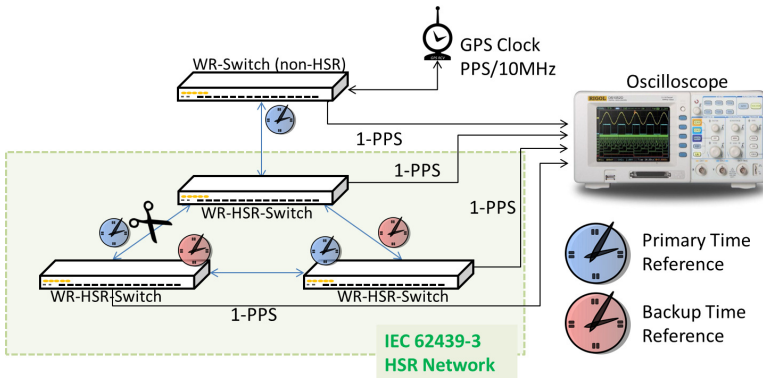 GPS Clock
PPS/10MHz
WR-Switch (non-HSR)
Oscilloscope
RIGOL
1-PPS
1-PPS
WR-HSR-Switch
1-PPS
Primary Time
Reference
WR-HSR-Switch
WR-HSR-Switch
1-PPS
Backup Time
Reference
IEC 62439-3
HSR Network